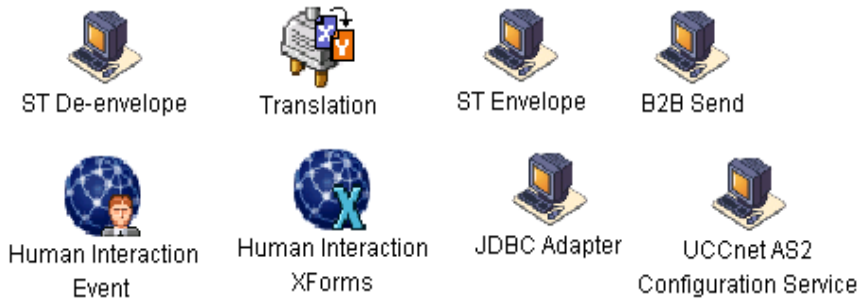 ST De-envelope
Translation
ST Envelope
B2B Send
Human Interaction
Event
Human Interaction
XForms
JDBC Adapter
UCCnet AS2
Configuration Service